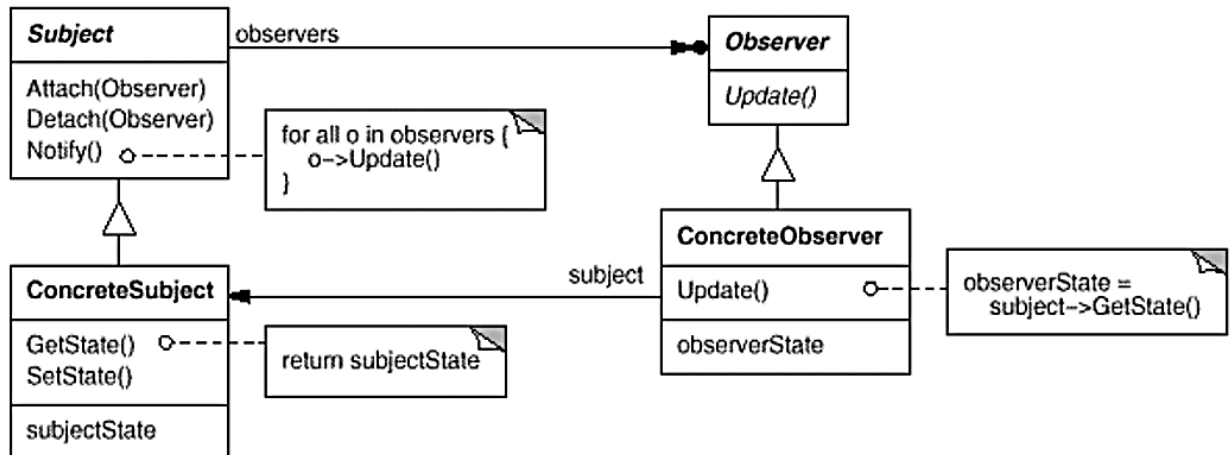 Subject
observers
Observer
Attach(Observer)
Detach(Observer)
Notify()
for all o in observers {
o->Update()
}
Update()
ConcreteSubject
GetState()
SetState()
subjectState
return subjectState
subject
ConcreteObserver
Update()
observerState
observerState =
subject->GetState()